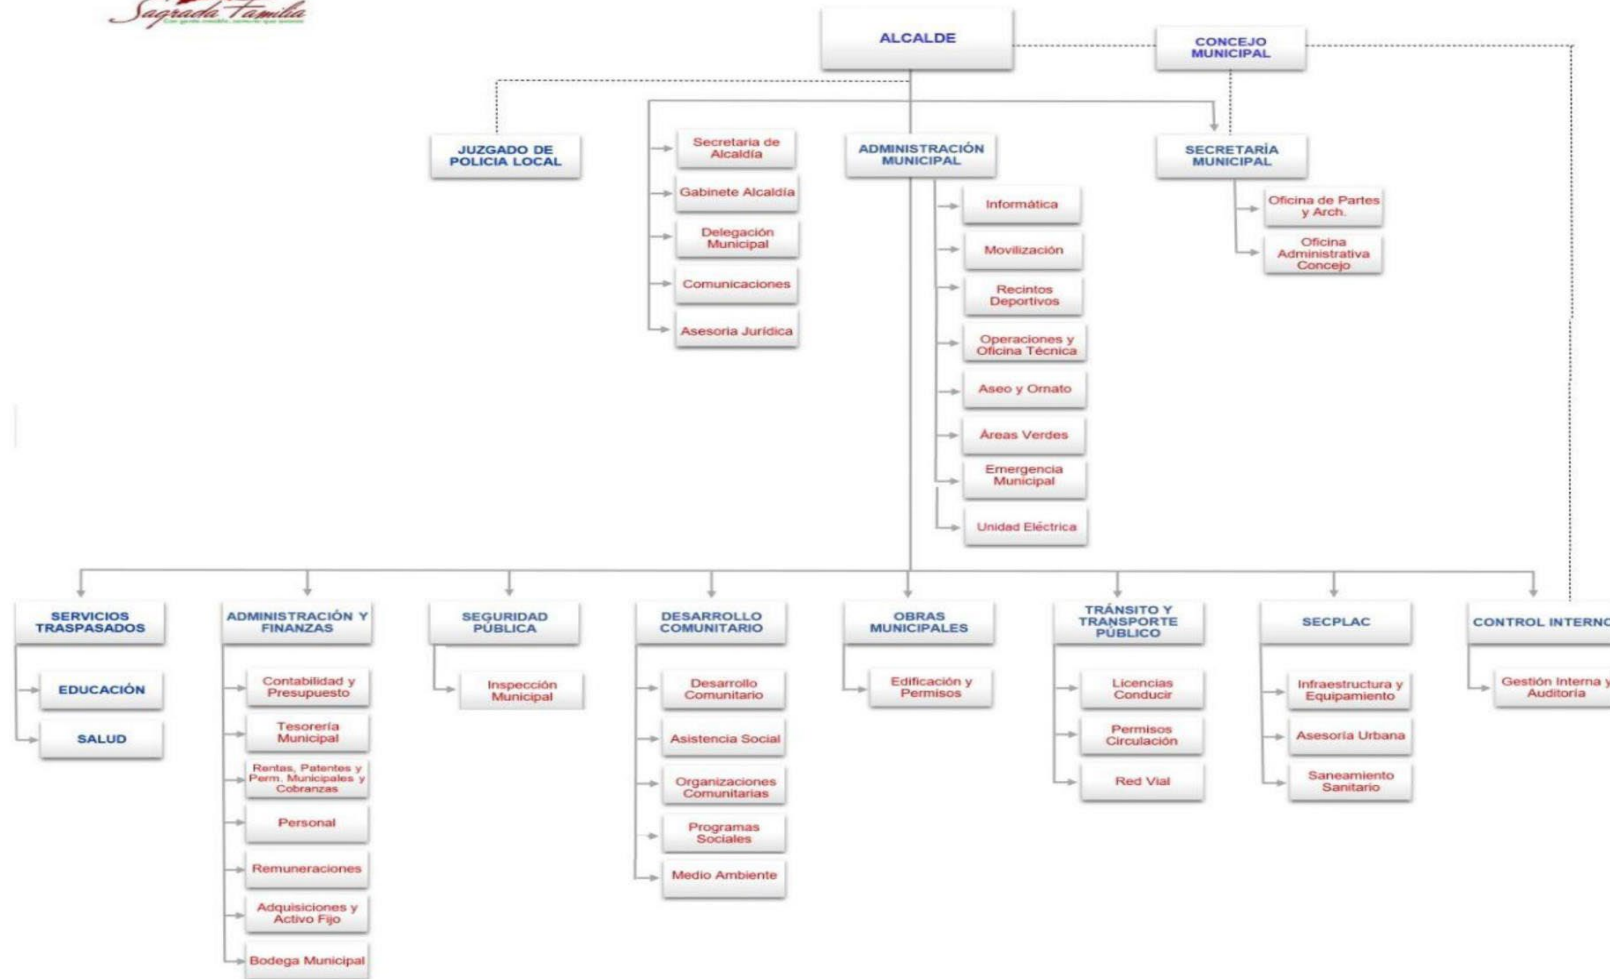 Sagrada Familia
ALCALDE
CONCEJO
MUNICIPAL
JUZGADO DE
POLICIA LOCAL
Secretaria de
Alcaldía
Gabinete Alcaldía
Delegación
Municipal
Comunicaciones
Asesoria Jurídica
ADMINISTRACIÓN
MUNICIPAL
Informática
Movilización
Recintos
Deportivos
Operaciones y
Oficina Técnica
Aseo y Ornato
Áreas Verdes
Emergencia
Municipal
Unidad Eléctrica
SECRETARÍA
MUNICIPAL
Oficina de Partes
y Arch.
Oficina
Administrativa
Concejo
SERVICIOS
TRASPASADOS
EDUCACIÓN
SALUD
ADMINISTRACIÓN Y
FINANZAS
Contabilidad y
Presupuesto
Tesorería
Municipal
Rentas, Patentes y
Perm. Municipales y
Cobranzas
Personal
Remuneraciones
Adquisiciones y
Activo Fijo
Bodega Municipal
SEGURIDAD
PÚBLICA
Inspección
Municipal
DESARROLLO
COMUNITARIO
Desarrollo
Comunitario
Asistencia Social
Organizaciones
Comunitarias
Programas
Sociales
Medio Ambiente
OBRAS
MUNICIPALES
Edificación y
Permisos
TRÁNSITO Y
TRANSPORTE
PÚBLICO
Licencias
Conducir
Permisos
Circulación
Red Vial
SECPLAC
Infraestructura y
Equipamiento
Asesoría Urbana
Saneamiento
Sanitario
CONTROL INTERNO
Gestión Interna y
Auditoría